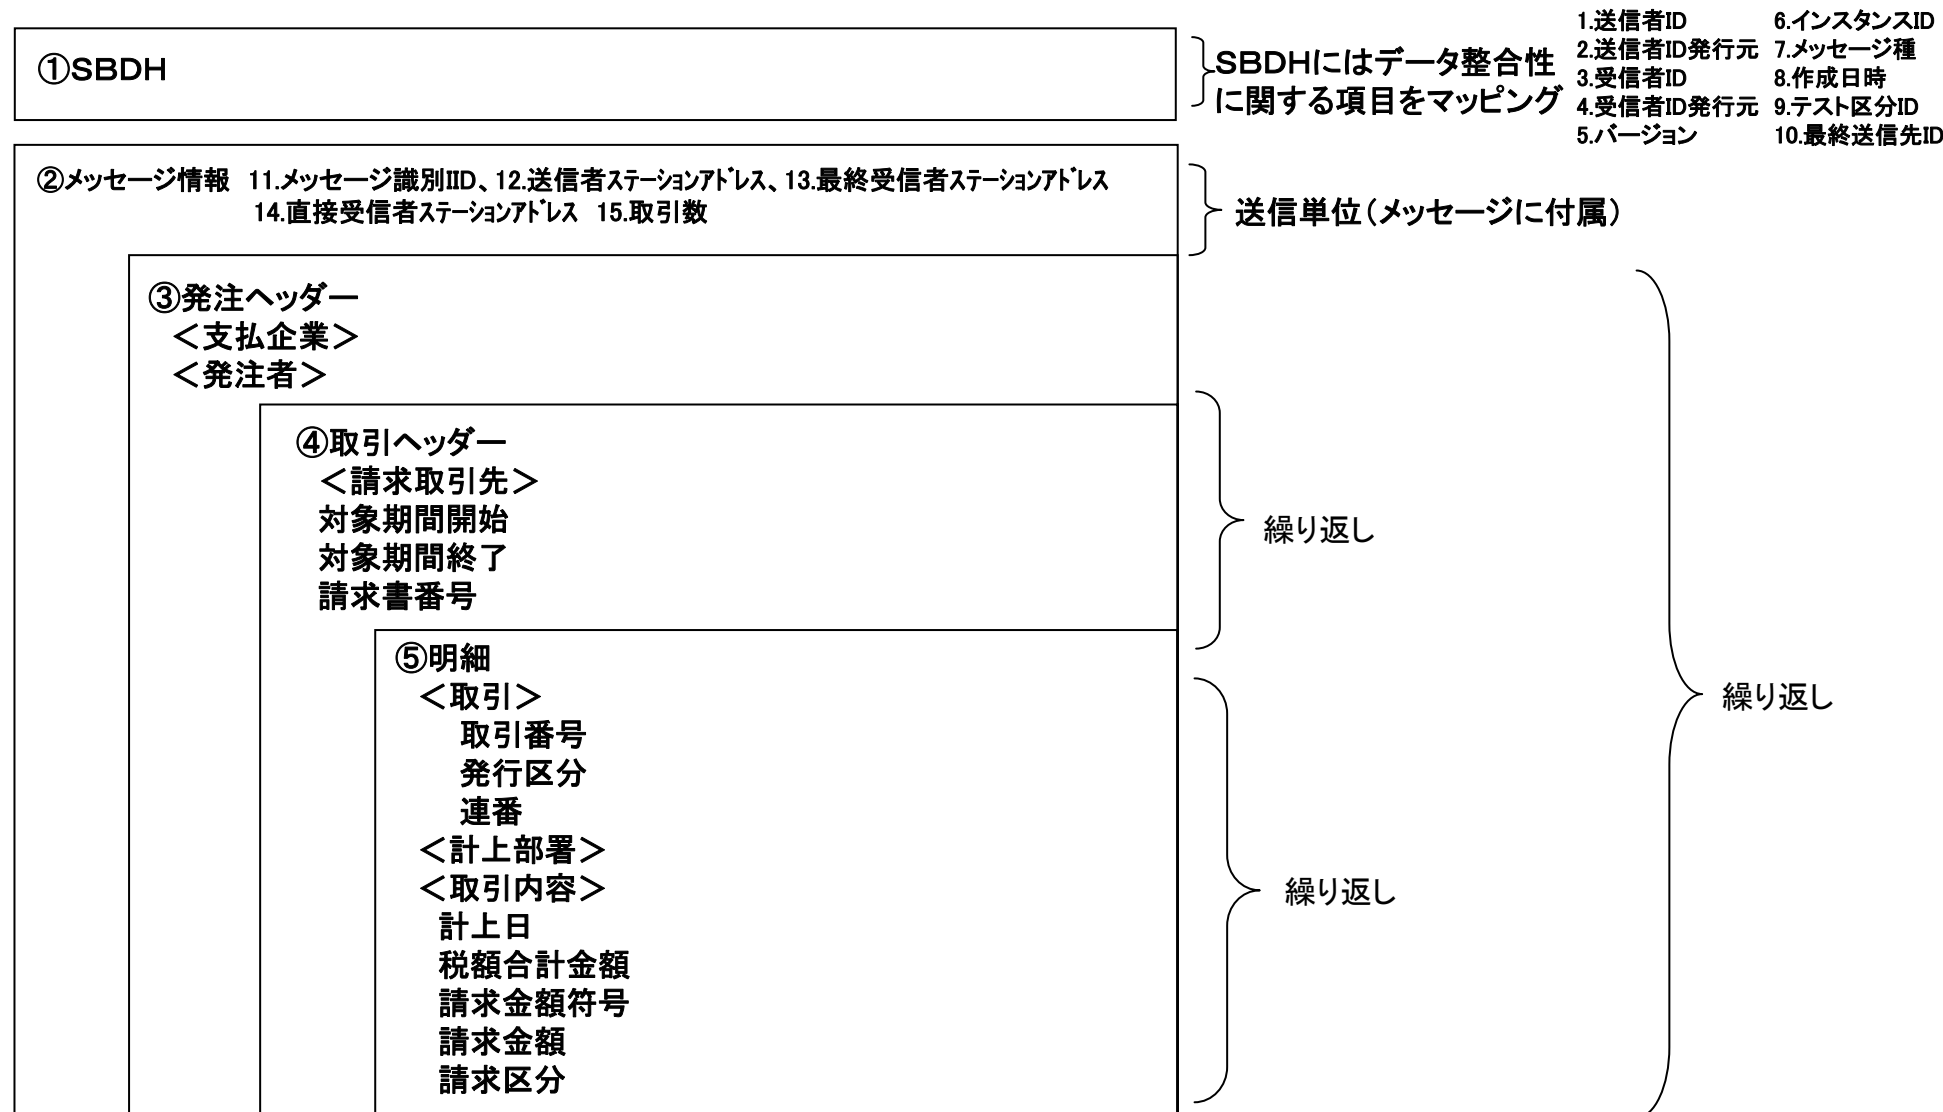 ①SBDH
SBDHにはデータ整合性
に関する項目をマッピング
1.送信者ID
2.送信者ID発行元
3.受信者ID
4.受信者ID発行元
5.バージョン
6.インスタンスID
7.メッセージ種
8.作成日時
9.テスト区分ID
10.最終送信先ID
②メッセージ情報 11.メッセージ識別IID、12.送信者ステーションアドレス、13.最終受信者ステーションアドレス
14.直接受信者ステーションアドレス 15.取引数
送信単位(メッセージに付属)
③発注ヘッダー
<支払企業>
<発注者>
④取引ヘッダー
<請求取引先>
対象期間開始
対象期間終了
請求書番号
繰り返し
⑤明細
<取引>
取引番号
発行区分
連番
<計上部署>
<取引内容>
計上日
税額合計金額
請求金額符号
請求金額
請求区分
繰り返し
繰り返し